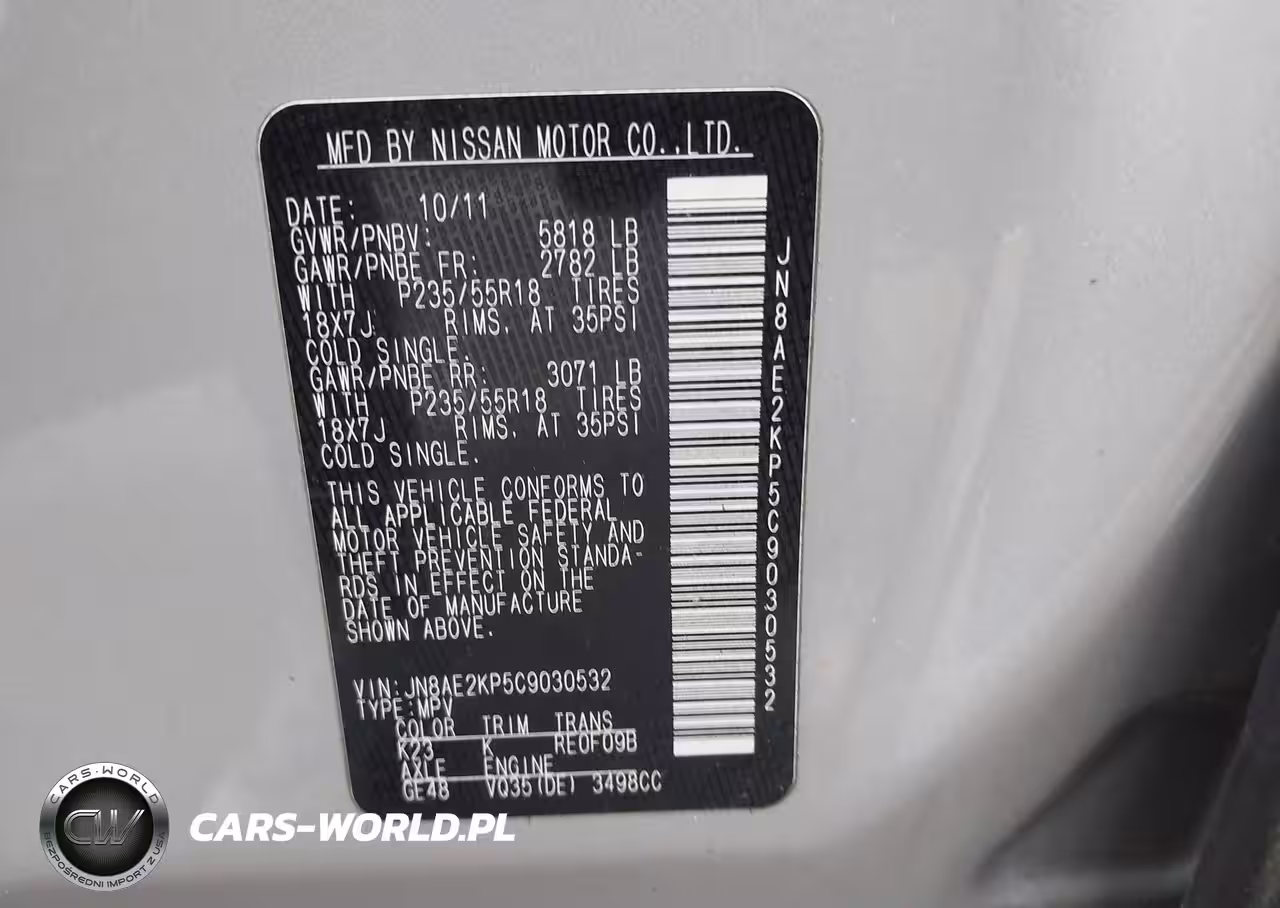 MFD BY NISSAN MOTOR CO.,LTD.
DATE: 10/11
GVWR/PNBV: 5818 LB
GAWR/PNBE FR: 2782 LB
WITH P235/55R18 TIRES
18X7J RIMS. AT 35PSI
COLD SINGLE.
GAWR/PNBE RR: 3071 LB
WITH P235/55R18 TIRES
18X7J RIMS. AT 35PSI
COLD SINGLE.
THIS VEHICLE CONFORMS TO
ALL APPLICABLE FEDERAL
MOTOR VEHICLE SAFETY AND
THEFT PREVENTION STANDA-
RDS IN EFFECT ON THE
DATE OF MANUFACTURE
SHOWN ABOVE.
VIN:JN8AE2KP5C9030532
TYPE:MPV
COLOR TRIM TRANS
K23 K RE0F09B
AXLE ENGINE
GE48 VQ35(DE) 3498CC
JN8AE2KP5C9030532
CARS-WORLD
CW
BEZPOŚREDNI IMPORT Z USA
CARS-WORLD.PL